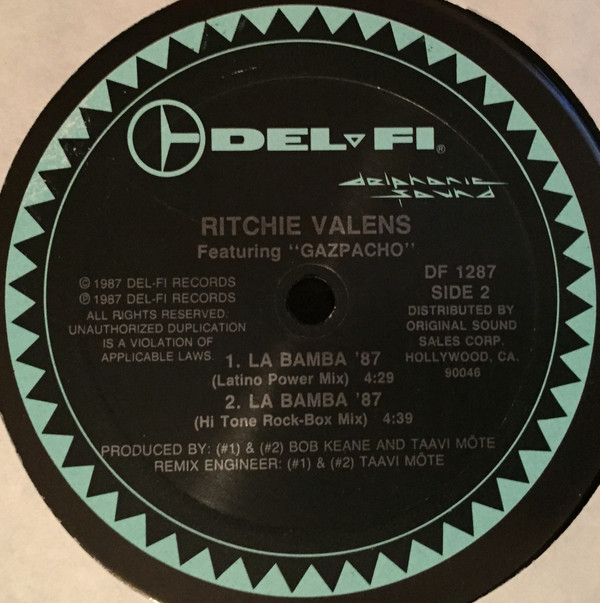 DEL-FI®
delphonic
sound
RITCHIE VALENS
Featuring "GAZPACHO"
© 1987 DEL-FI RECORDS
℗ 1987 DEL-FI RECORDS
ALL RIGHTS RESERVED.
UNAUTHORIZED DUPLICATION
IS A VIOLATION OF
APPLICABLE LAWS.
DF 1287
SIDE 2
DISTRIBUTED BY
ORIGINAL SOUND
SALES CORP.
HOLLYWOOD, CA.
90046
1. LA BAMBA '87
(Latino Power Mix) 4:29
2. LA BAMBA '87
(Hi Tone Rock-Box Mix) 4:39
PRODUCED BY: (#1) & (#2) BOB KEANE AND TAAVI MÔTE
REMIX ENGINEER: (#1) & (#2) TAAVI MÔTE